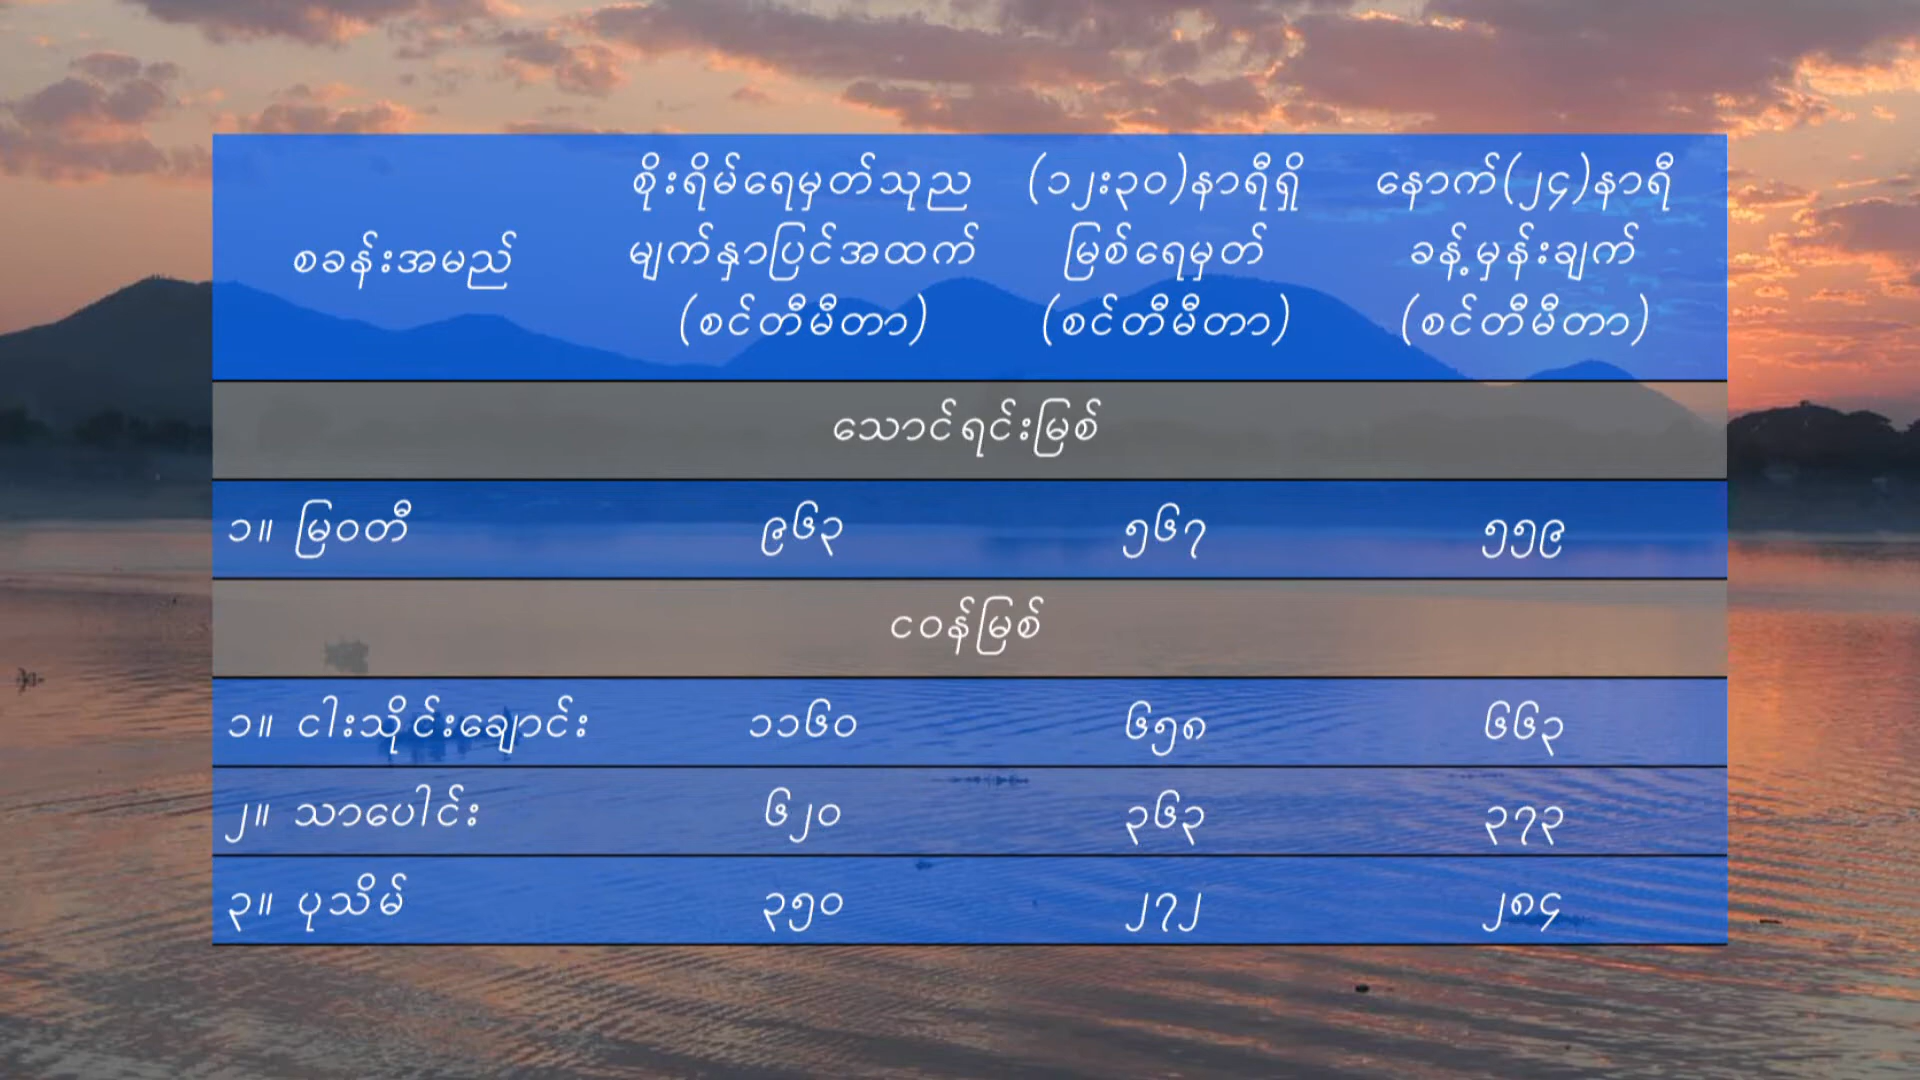 စခန်းအမည်
စိုးရိမ်ရေမှတ်သုည
မျက်နှာပြင်အထက်
(စင်တီမီတာ)
(၁၂း၃၀)နာရီရှိ
မြစ်ရေမှတ်
(စင်တီမီတာ)
နောက်(၂၄)နာရီ
ခန့်မှန်းချက်
(စင်တီမီတာ)
သောင်ရင်းမြစ်
၁။ မြဝတီ ၉၆၃ ၅၆၇ ၅၅၉
ငဝန်မြစ်
၁။ ငါးသိုင်းချောင်း ၁၁၆၀ ၆၅၈ ၆၆၃
၂။ သာပေါင်း ၆၂၀ ၃၆၃ ၃၇၃
၃။ ပုသိမ် ၃၅၀ ၂၇၂ ၂၈၄